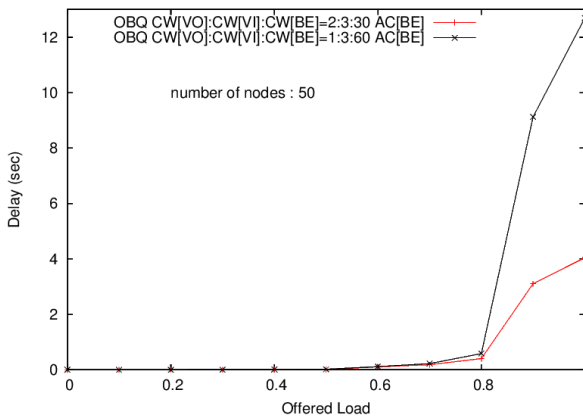 OBQ CW[VO]:CW[VI]:CW[BE]=2:3:30 AC[BE]
OBQ CW[VO]:CW[VI]:CW[BE]=1:3:60 AC[BE]
number of nodes : 50
Delay (sec)
12
10
8
6
4
2
0
0
0.2
0.4
0.6
0.8
Offered Load